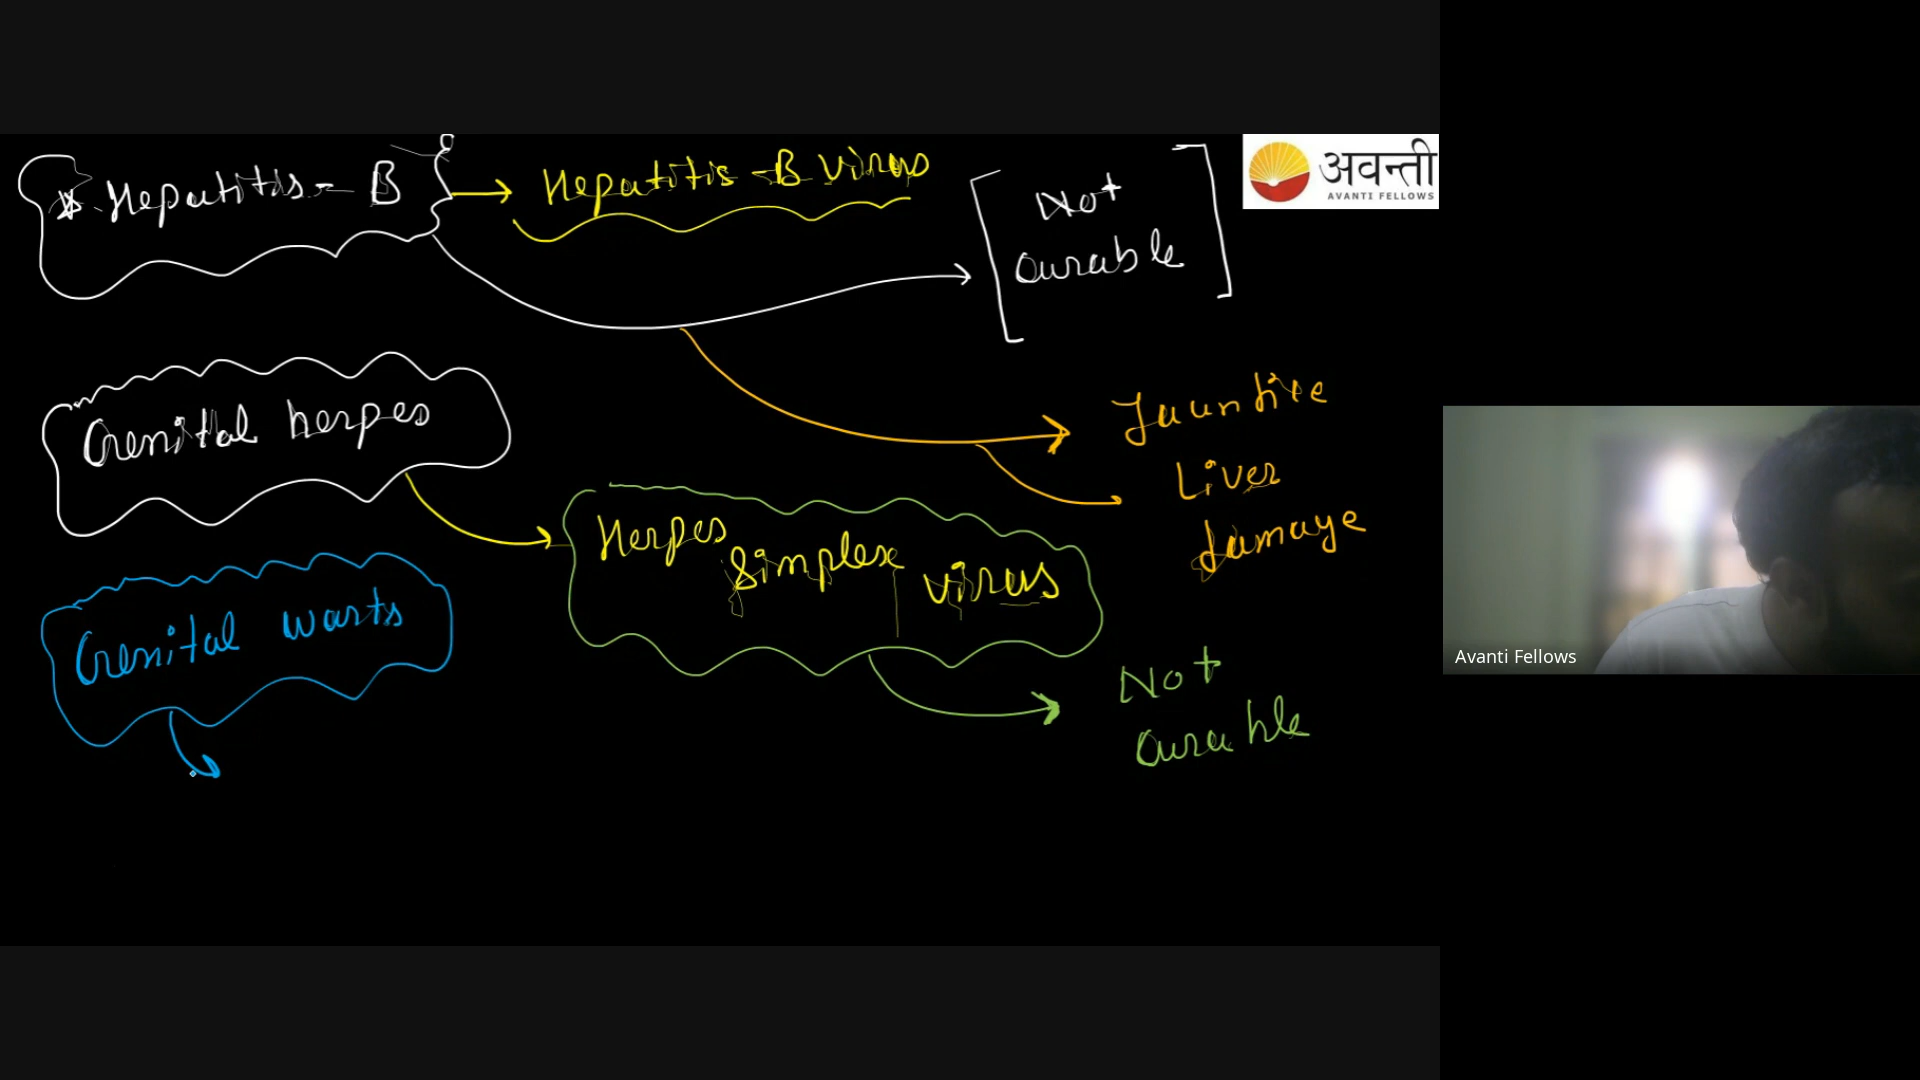 * Hepatitis - B → Hepatitis - B virus
Not
curable
अवन्ती
AVANTI FELLOWS
Genital herpes
Jaundice
Liver
damage
Herpes simplex virus
Genital warts
Not
curable
Avanti Fellows